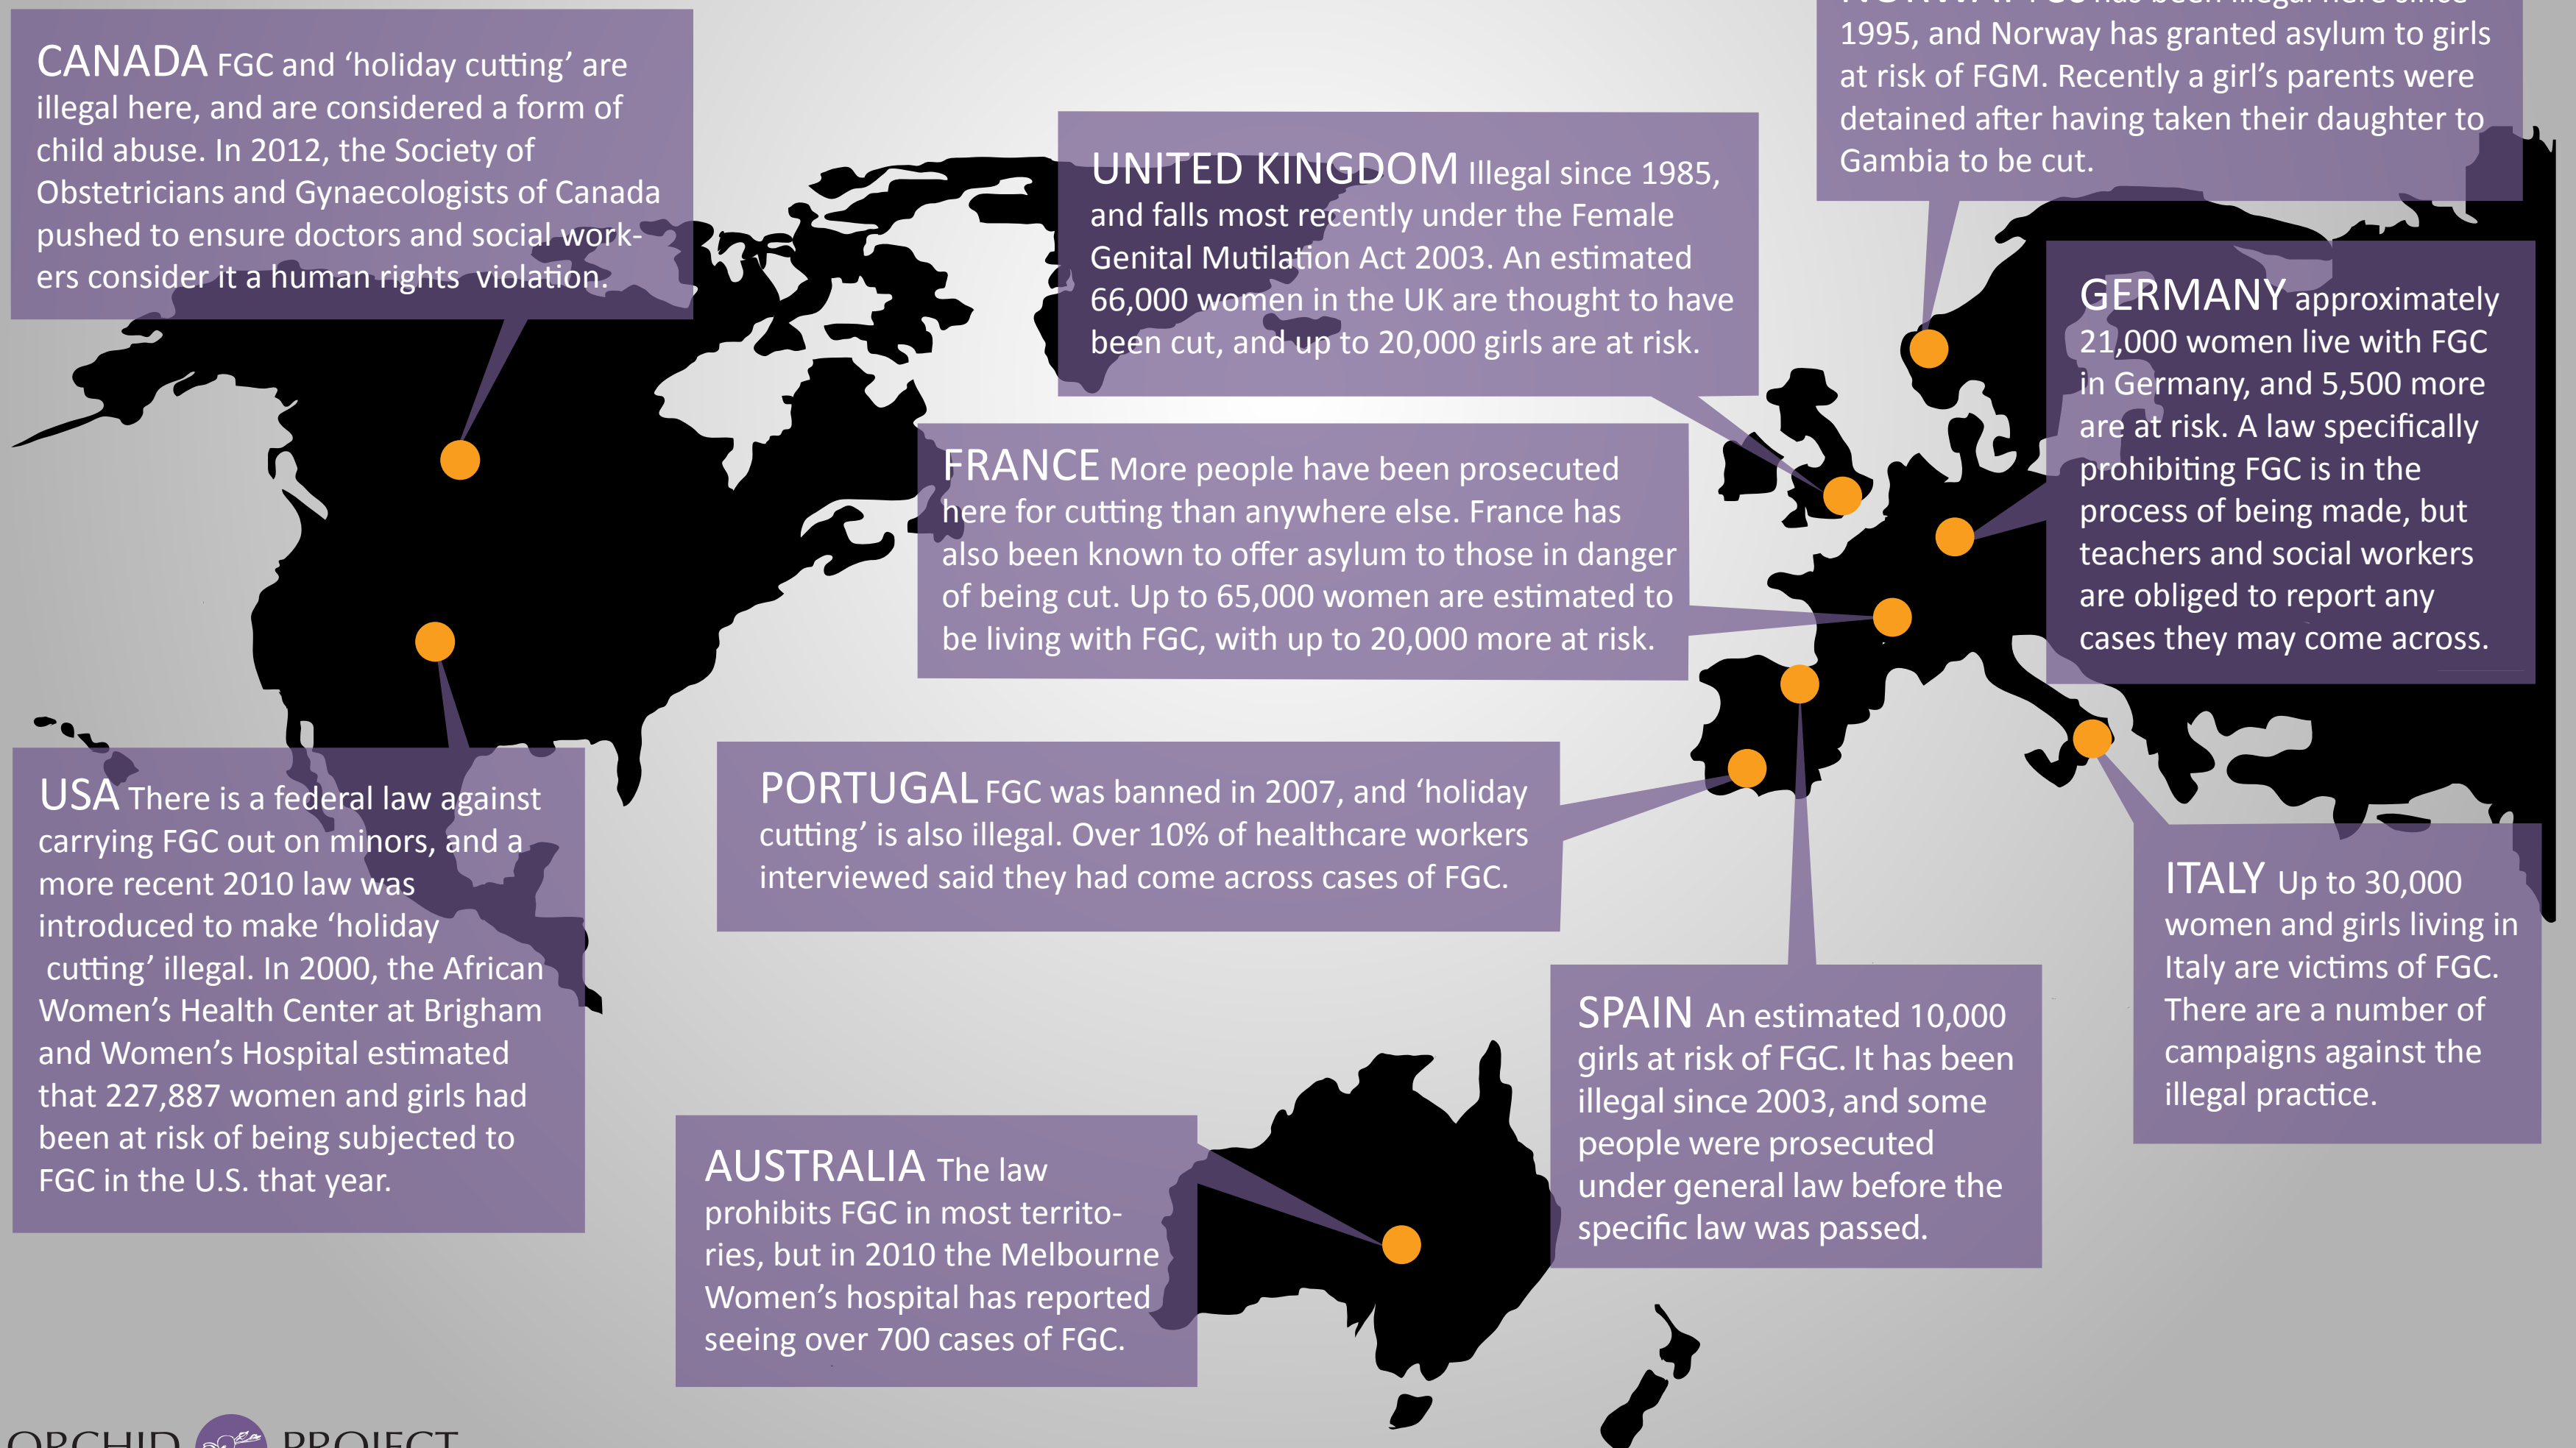 CANADA FGC and ‘holiday cutting’ are
illegal here, and are considered a form of
child abuse. In 2012, the Society of
Obstetricians and Gynaecologists of Canada
pushed to ensure doctors and social work-
ers consider it a human rights violation.
NORWAY FGC has been illegal here since
1995, and Norway has granted asylum to girls
at risk of FGM. Recently a girl’s parents were
detained after having taken their daughter to
Gambia to be cut.
UNITED KINGDOM Illegal since 1985,
and falls most recently under the Female
Genital Mutilation Act 2003. An estimated
66,000 women in the UK are thought to have
been cut, and up to 20,000 girls are at risk.
GERMANY approximately
21,000 women live with FGC
in Germany, and 5,500 more
are at risk. A law specifically
prohibiting FGC is in the
process of being made, but
teachers and social workers
are obliged to report any
cases they may come across.
FRANCE More people have been prosecuted
here for cutting than anywhere else. France has
also been known to offer asylum to those in danger
of being cut. Up to 65,000 women are estimated to
be living with FGC, with up to 20,000 more at risk.
USA There is a federal law against
carrying FGC out on minors, and a
more recent 2010 law was
introduced to make ‘holiday
cutting’ illegal. In 2000, the African
Women’s Health Center at Brigham
and Women’s Hospital estimated
that 227,887 women and girls had
been at risk of being subjected to
FGC in the U.S. that year.
PORTUGAL FGC was banned in 2007, and ‘holiday
cutting’ is also illegal. Over 10% of healthcare workers
interviewed said they had come across cases of FGC.
ITALY Up to 30,000
women and girls living in
Italy are victims of FGC.
There are a number of
campaigns against the
illegal practice.
SPAIN An estimated 10,000
girls at risk of FGC. It has been
illegal since 2003, and some
people were prosecuted
under general law before the
specific law was passed.
AUSTRALIA The law
prohibits FGC in most territo-
ries, but in 2010 the Melbourne
Women’s hospital has reported
seeing over 700 cases of FGC.
ORCHID PROJECT